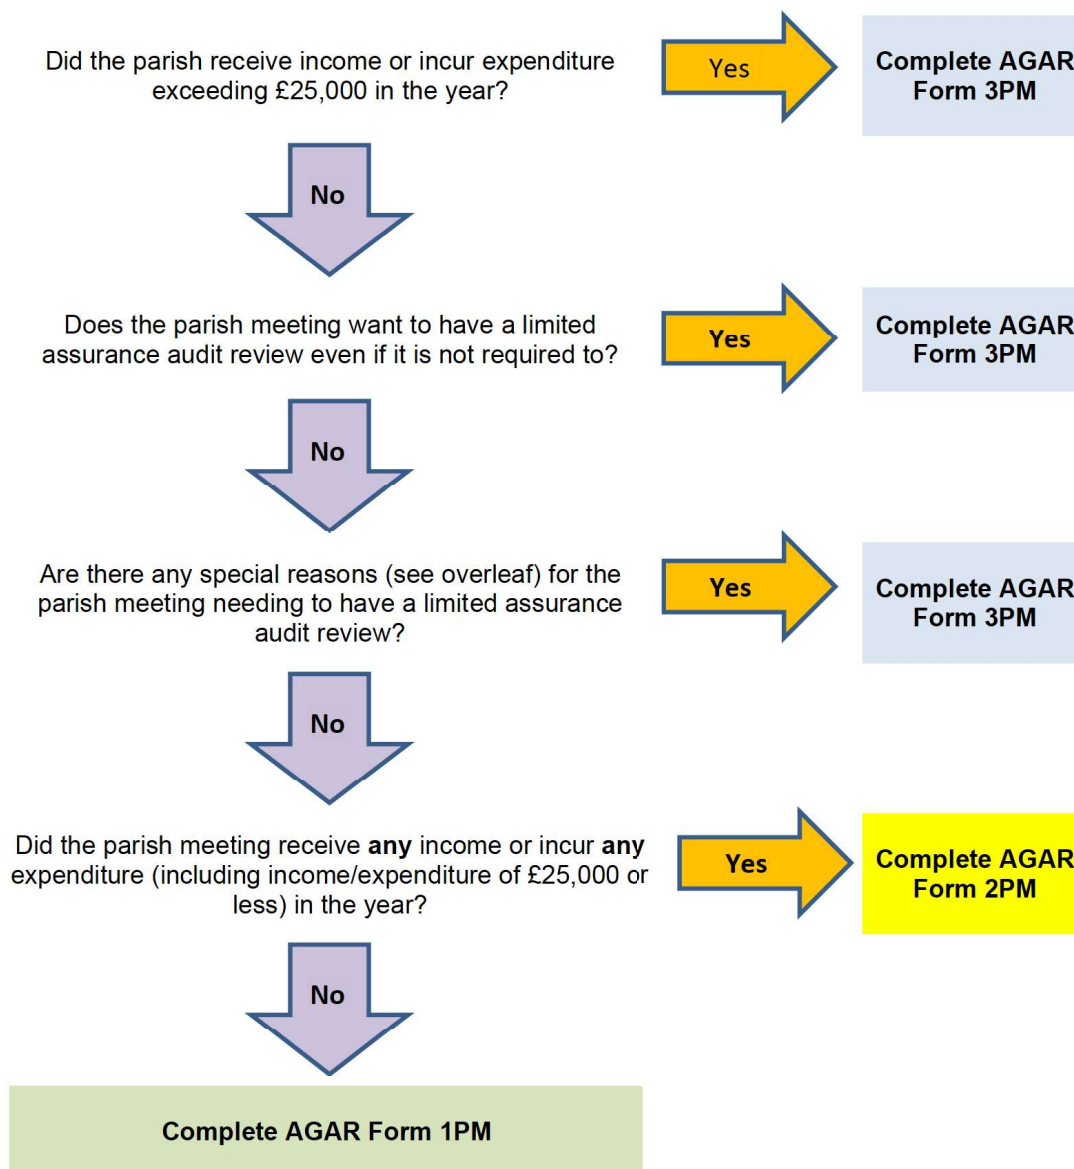 Did the parish receive income or incur expenditure
exceeding £25,000 in the year?
Yes
Complete AGAR
Form 3PM
No
Does the parish meeting want to have a limited
assurance audit review even if it is not required to?
Yes
Complete AGAR
Form 3PM
No
Are there any special reasons (see overleaf) for the
parish meeting needing to have a limited assurance
audit review?
Yes
Complete AGAR
Form 3PM
No
Did the parish meeting receive any income or incur any
expenditure (including income/expenditure of £25,000 or
less) in the year?
Yes
Complete AGAR
Form 2PM
No
Complete AGAR Form 1PM